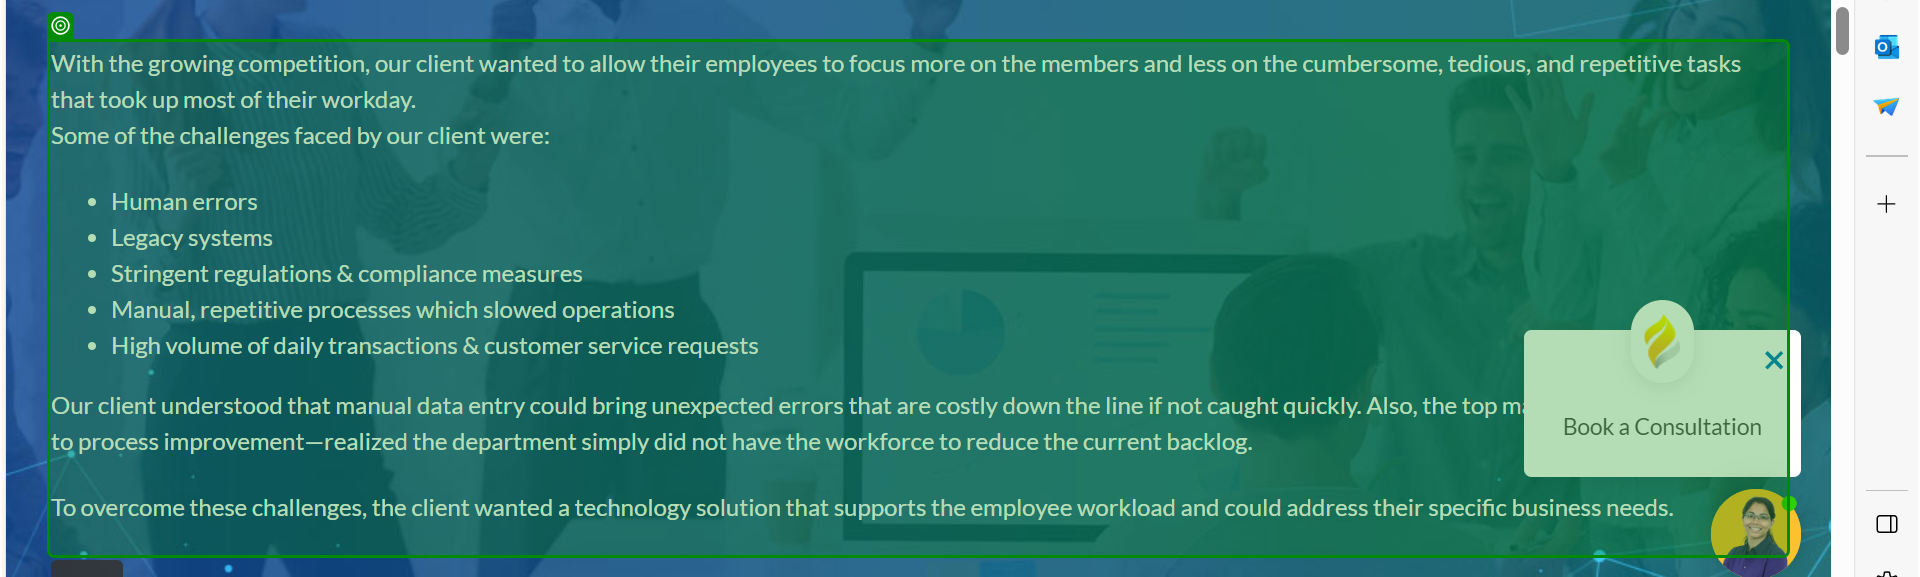 With the growing competition, our client wanted to allow their employees to focus more on the members and less on the cumbersome, tedious, and repetitive tasks
that took up most of their workday.
Some of the challenges faced by our client were:
• Human errors
• Legacy systems
• Stringent regulations & compliance measures
• Manual, repetitive processes which slowed operations
• High volume of daily transactions & customer service requests
Our client understood that manual data entry could bring unexpected errors that are costly down the line if not caught quickly. Also, the top
to process improvement—realized the department simply did not have the workforce to reduce the current backlog.
Book a Consultation
To overcome these challenges, the client wanted a technology solution that supports the employee workload and could address their specific business needs.